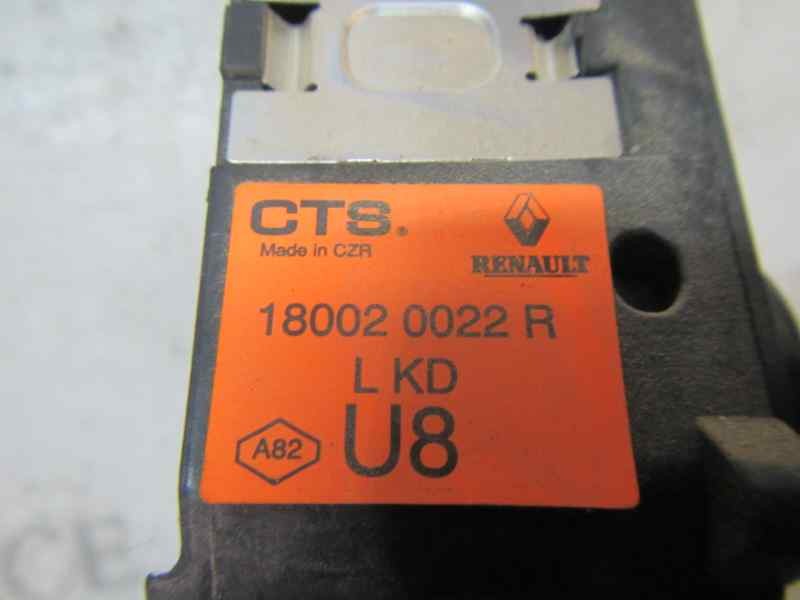 CTS.
Made in CZR
RENAULT
18002 0022 R
L KD
A82
U8